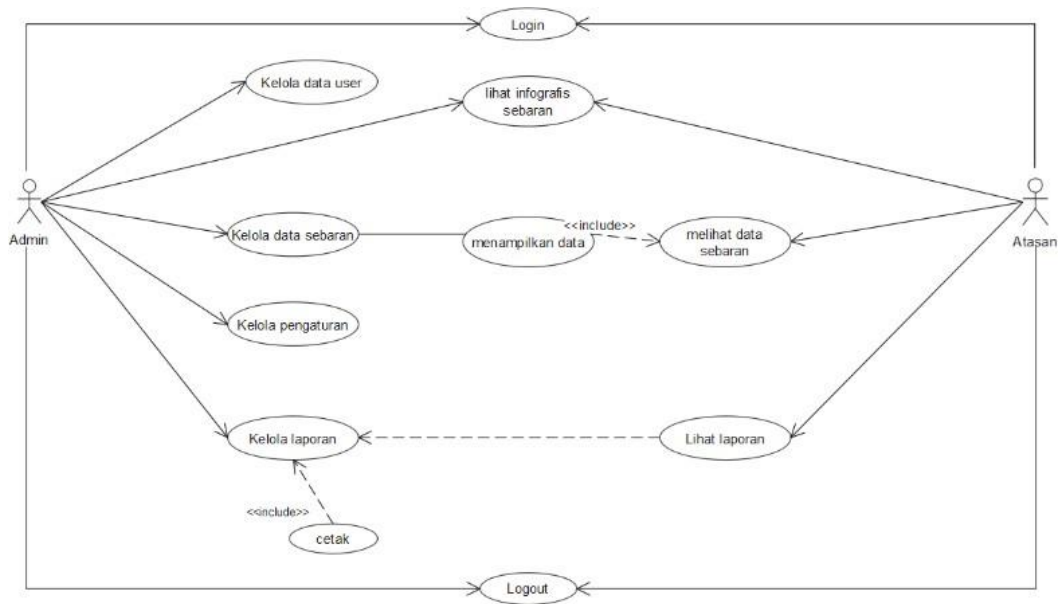 Login
Kelola data user
lihat infografis
sebaran
Admin
Kelola data sebaran
menampilkan data
<<include>>
melihat data
sebaran
Atasan
Kelola pengaturan
Kelola laporan
Lihat laporan
<<include>>
cetak
Logout